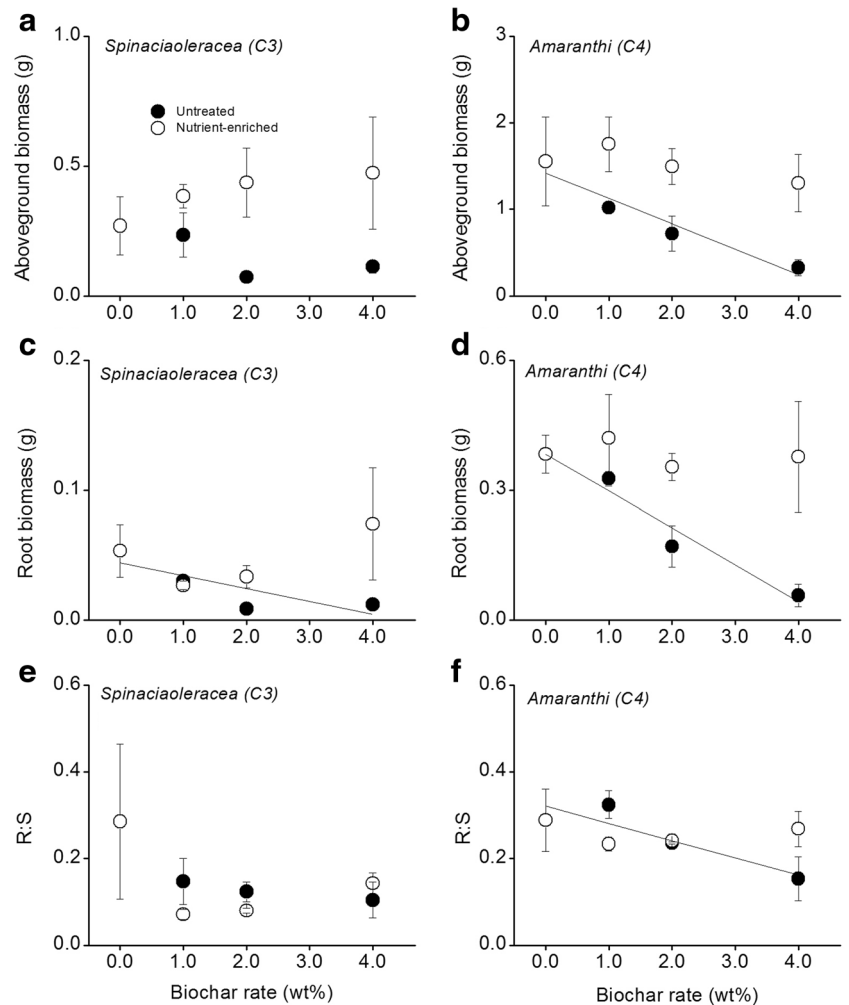 a
Spinaciaoleracea (C3)
Untreated
Nutrient-enriched
Aboveground biomass (g)
1.0
0.5
0.0
0.0 1.0 2.0 3.0 4.0
b
Amaranthi (C4)
Aboveground biomass (g)
3
2
1
0
0.0 1.0 2.0 3.0 4.0
c
Spinaciaoleracea (C3)
Root biomass (g)
0.2
0.1
0.0
0.0 1.0 2.0 3.0 4.0
d
Amaranthi (C4)
Root biomass (g)
0.6
0.3
0.0
0.0 1.0 2.0 3.0 4.0
e
Spinaciaoleracea (C3)
R:S
0.6
0.4
0.2
0.0
0.0 1.0 2.0 3.0 4.0
Biochar rate (wt%)
f
Amaranthi (C4)
R:S
0.6
0.4
0.2
0.0
0.0 1.0 2.0 3.0 4.0
Biochar rate (wt%)